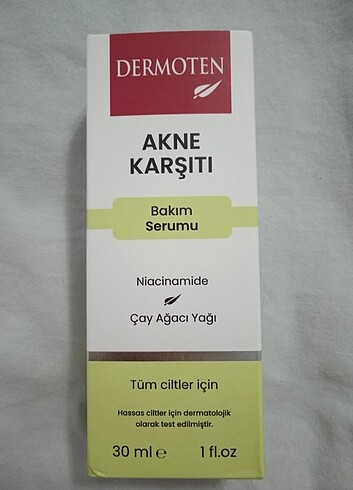 DERMOTEN
AKNE
KARŞITI
Bakım
Serumu
Niacinamide
Çay Ağacı Yağı
Tüm ciltler için
Hassas ciltler için dermatolojik
olarak test edilmiştir.
30 ml ℮ 1 fl.oz